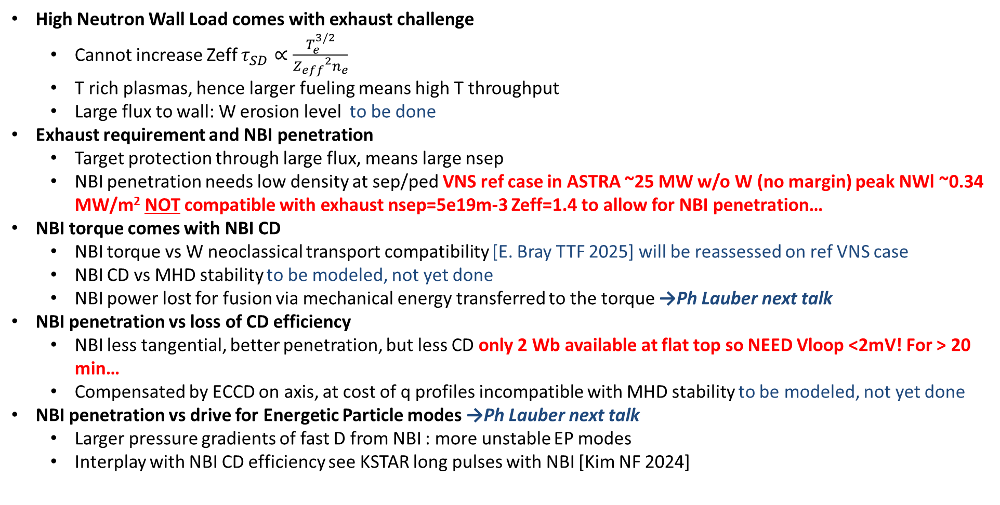 • High Neutron Wall Load comes with exhaust challenge
• Cannot increase Zeff τ_SD ∝ T_e^{3/2} / (Z_eff^2 n_e)
• T rich plasmas, hence larger fueling means high T throughput
• Large flux to wall: W erosion level to be done
• Exhaust requirement and NBI penetration
• Target protection through large flux, means large nsep
• NBI penetration needs low density at sep/ped VNS ref case in ASTRA ~25 MW w/o W (no margin) peak NWl ~0.34
MW/m² NOT compatible with exhaust nsep=5e19m-3 Zeff=1.4 to allow for NBI penetration...
• NBI torque comes with NBI CD
• NBI torque vs W neoclassical transport compatibility [E. Bray TTF 2025] will be reassessed on ref VNS case
• NBI CD vs MHD stability to be modeled, not yet done
• NBI power lost for fusion via mechanical energy transferred to the torque →Ph Lauber next talk
• NBI penetration vs loss of CD efficiency
• NBI less tangential, better penetration, but less CD only 2 Wb available at flat top so NEED Vloop <2mV! For > 20
min...
• Compensated by ECCD on axis, at cost of q profiles incompatible with MHD stability to be modeled, not yet done
• NBI penetration vs drive for Energetic Particle modes →Ph Lauber next talk
• Larger pressure gradients of fast D from NBI : more unstable EP modes
• Interplay with NBI CD efficiency see KSTAR long pulses with NBI [Kim NF 2024]